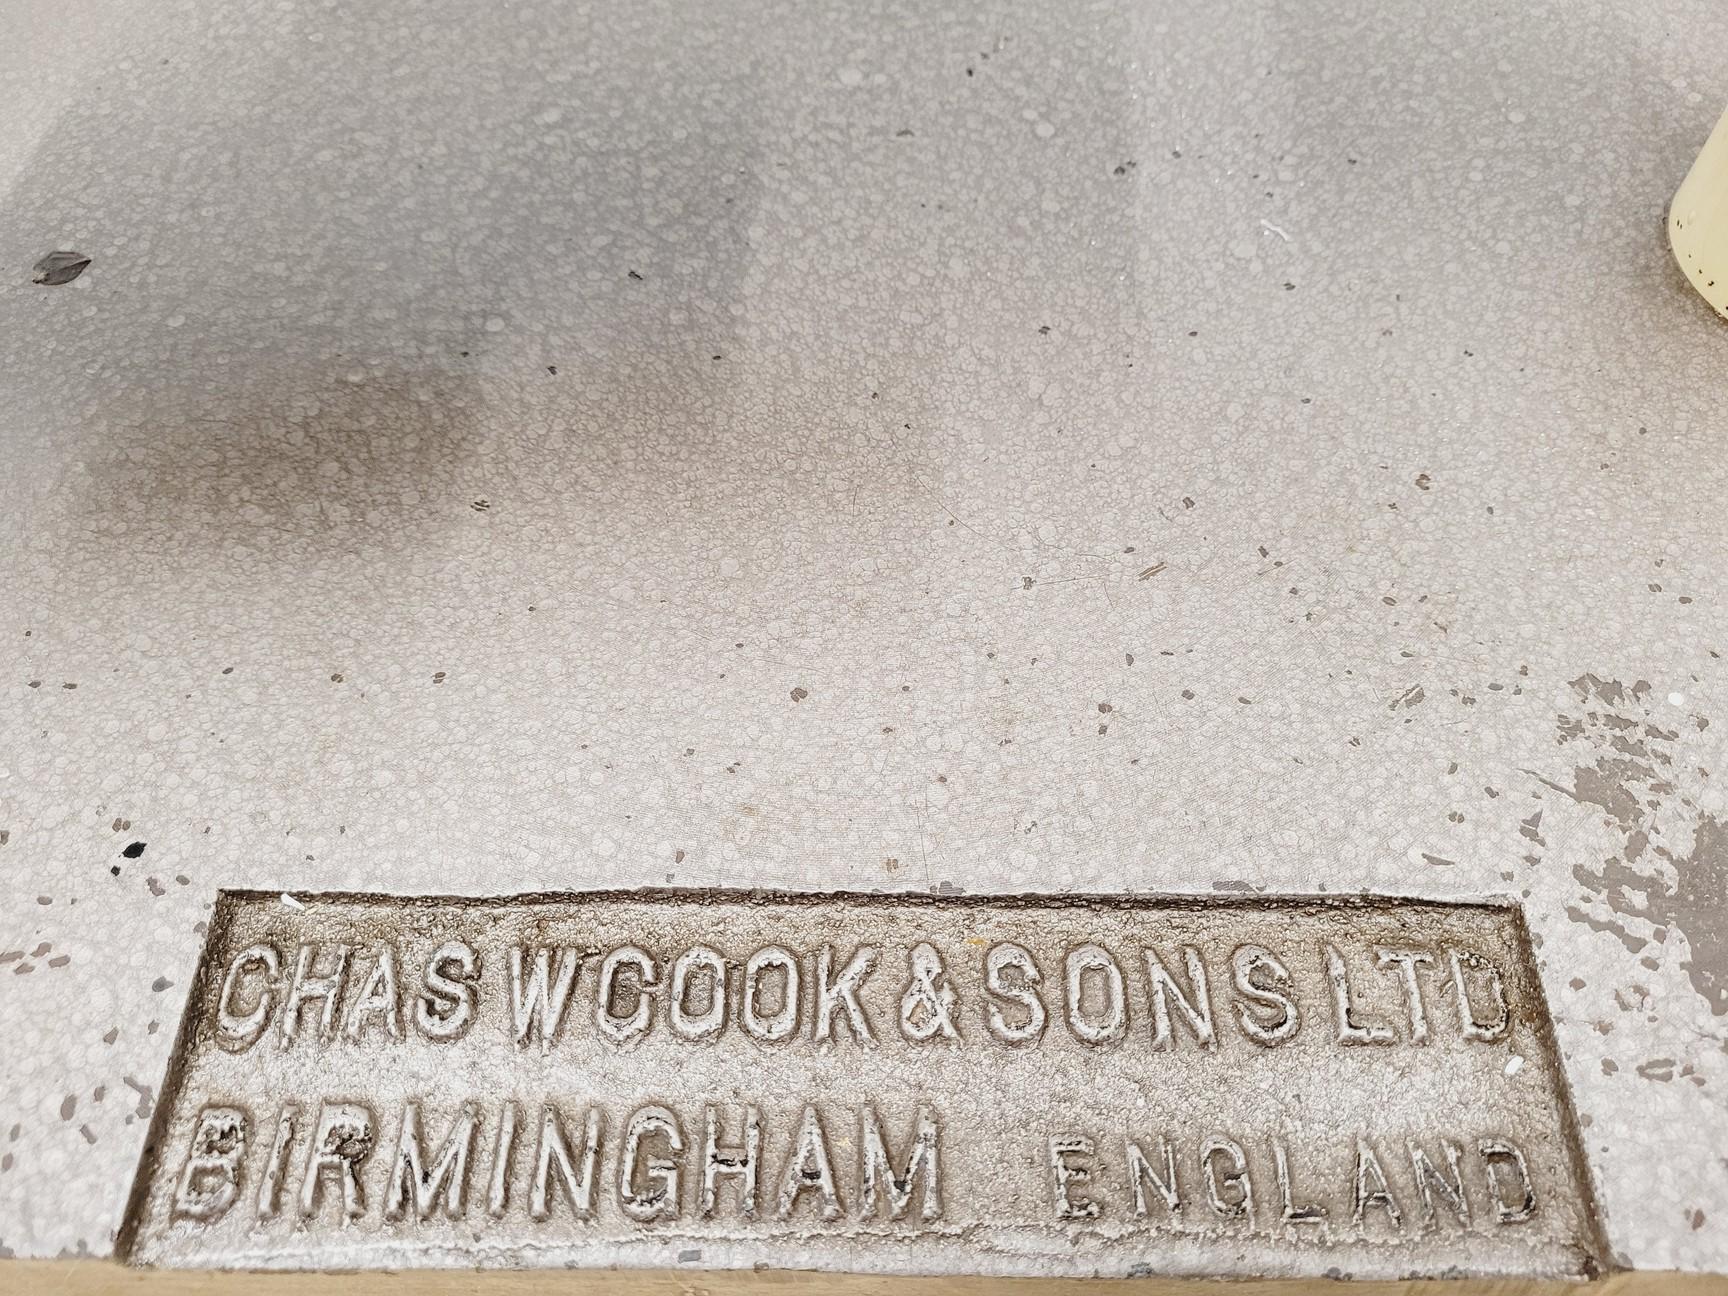 CHAS W COOK & SONS LTD
BIRMINGHAM ENGLAND